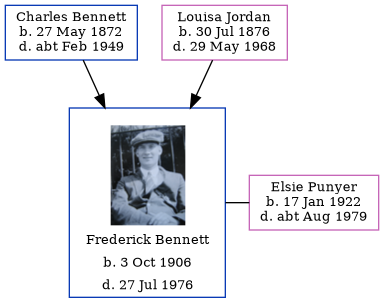 Charles Bennett
b. 27 May 1872
d. abt Feb 1949
Louisa Jordan
b. 30 Jul 1876
d. 29 May 1968
Frederick Bennett
b. 3 Oct 1906
d. 27 Jul 1976
Elsie Punyer
b. 17 Jan 1922
d. abt Aug 1979